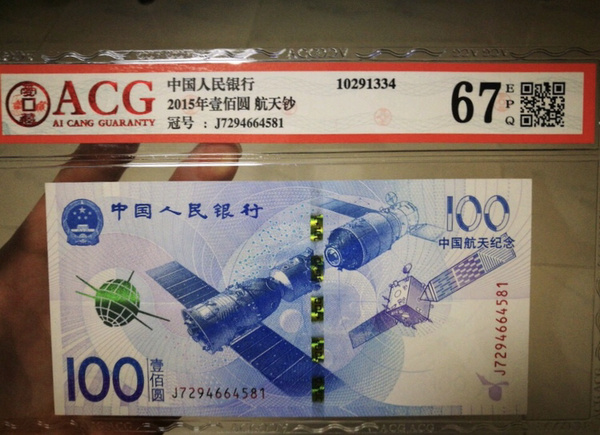 ACG
AI CANG GUARANTY
中国人民银行 10291334
2015年壹佰圆 航天钞
冠号 : J7294664581
67
EPQ
中国人民银行
100
中国航天纪念
J7294664581
100
壹佰圆
J7294664581